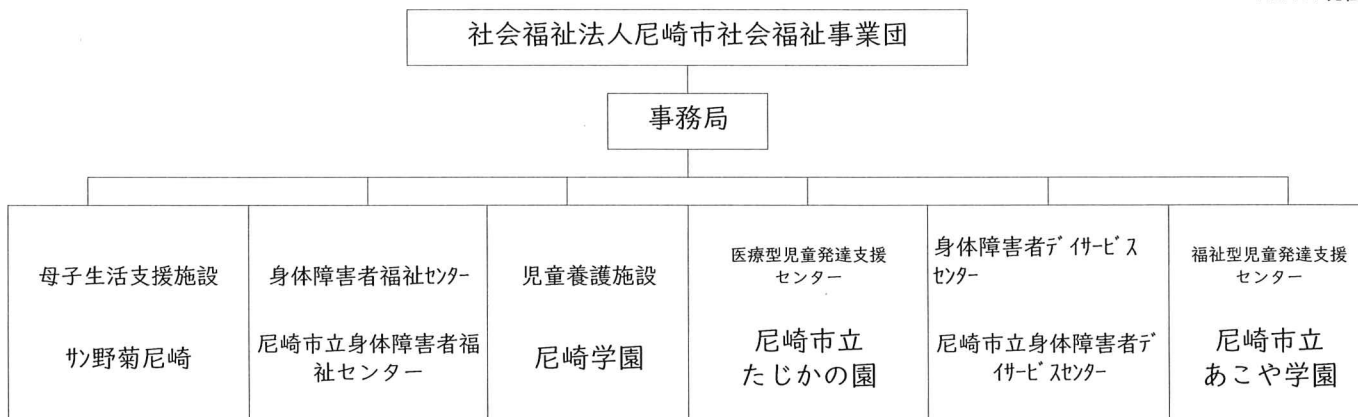 社会福祉法人尼崎市社会福祉事業団
事務局
母子生活支援施設
ｻﾝ野菊尼崎
身体障害者福祉ｾﾝﾀｰ
尼崎市立身体障害者福
祉センター
児童養護施設
尼崎学園
医療型児童発達支援
センター
尼崎市立
たじかの園
身体障害者ﾃﾞｲｻｰﾋﾞｽ
ｾﾝﾀｰ
尼崎市立身体障害者ﾃﾞ
ｲｻｰﾋﾞｽｾﾝﾀｰ
福祉型児童発達支援
センター
尼崎市立
あこや学園